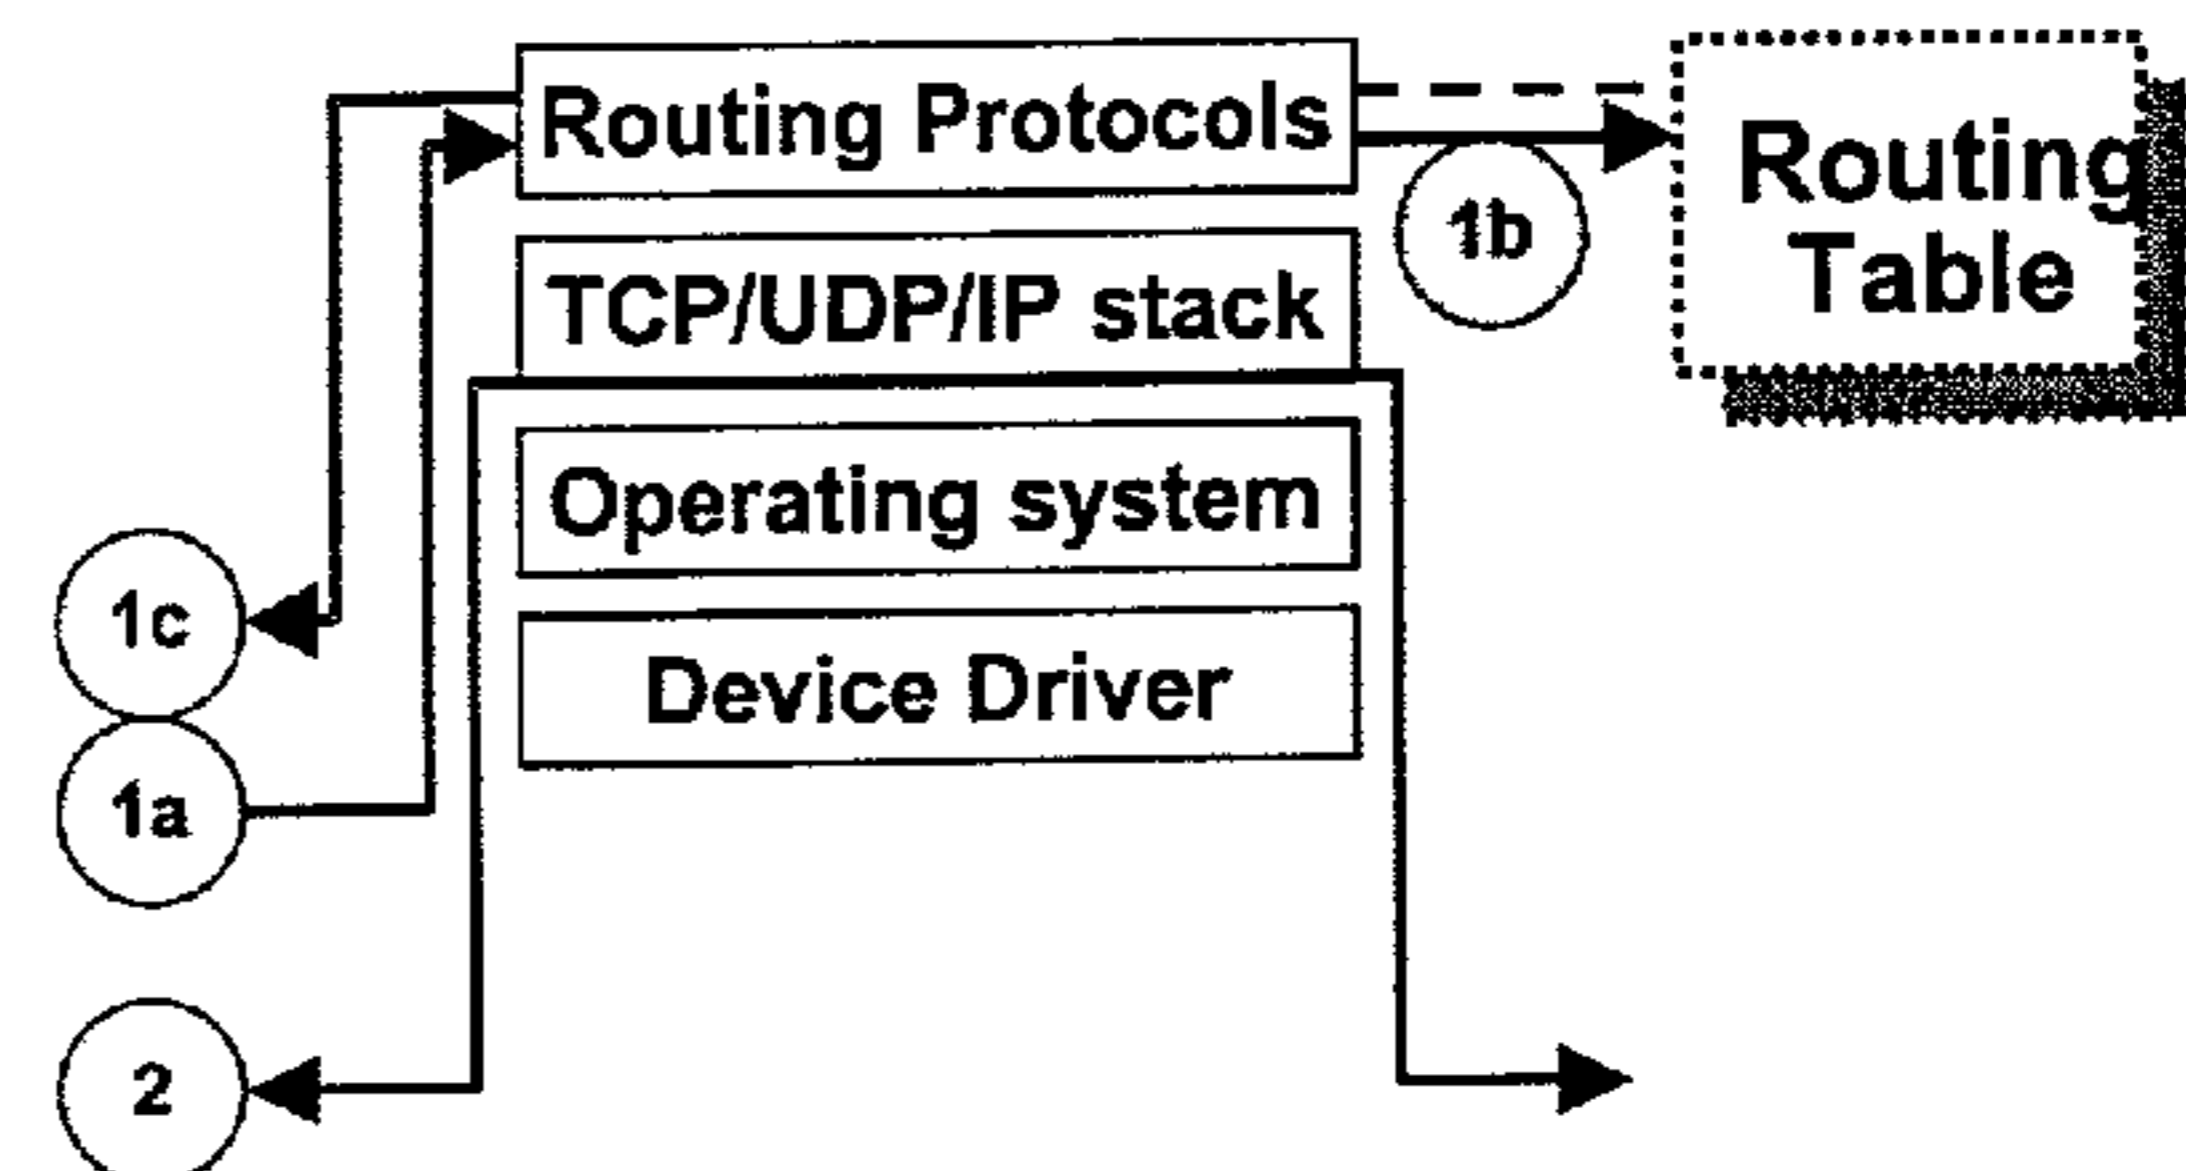 Routing Protocols
1b
Routing
Table
TCP/UDP/IP stack
Operating system
1c
Device Driver
1a
2